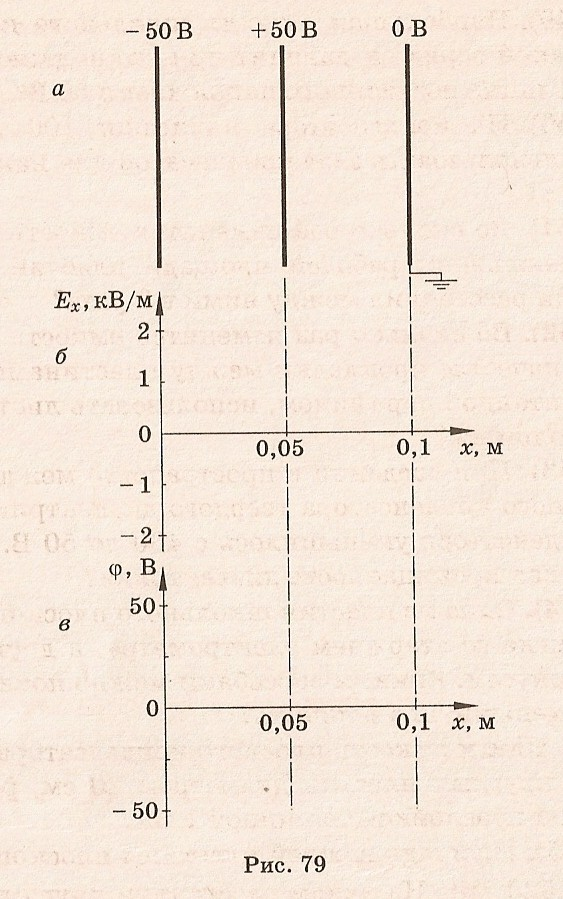 − 50 В + 50 В 0 В
а
Eₓ, кВ/м
б
2
1
0
0,05 0,1 x, м
− 1
− 2
φ, В
в
50
0
0,05 0,1 x, м
− 50
Рис. 79